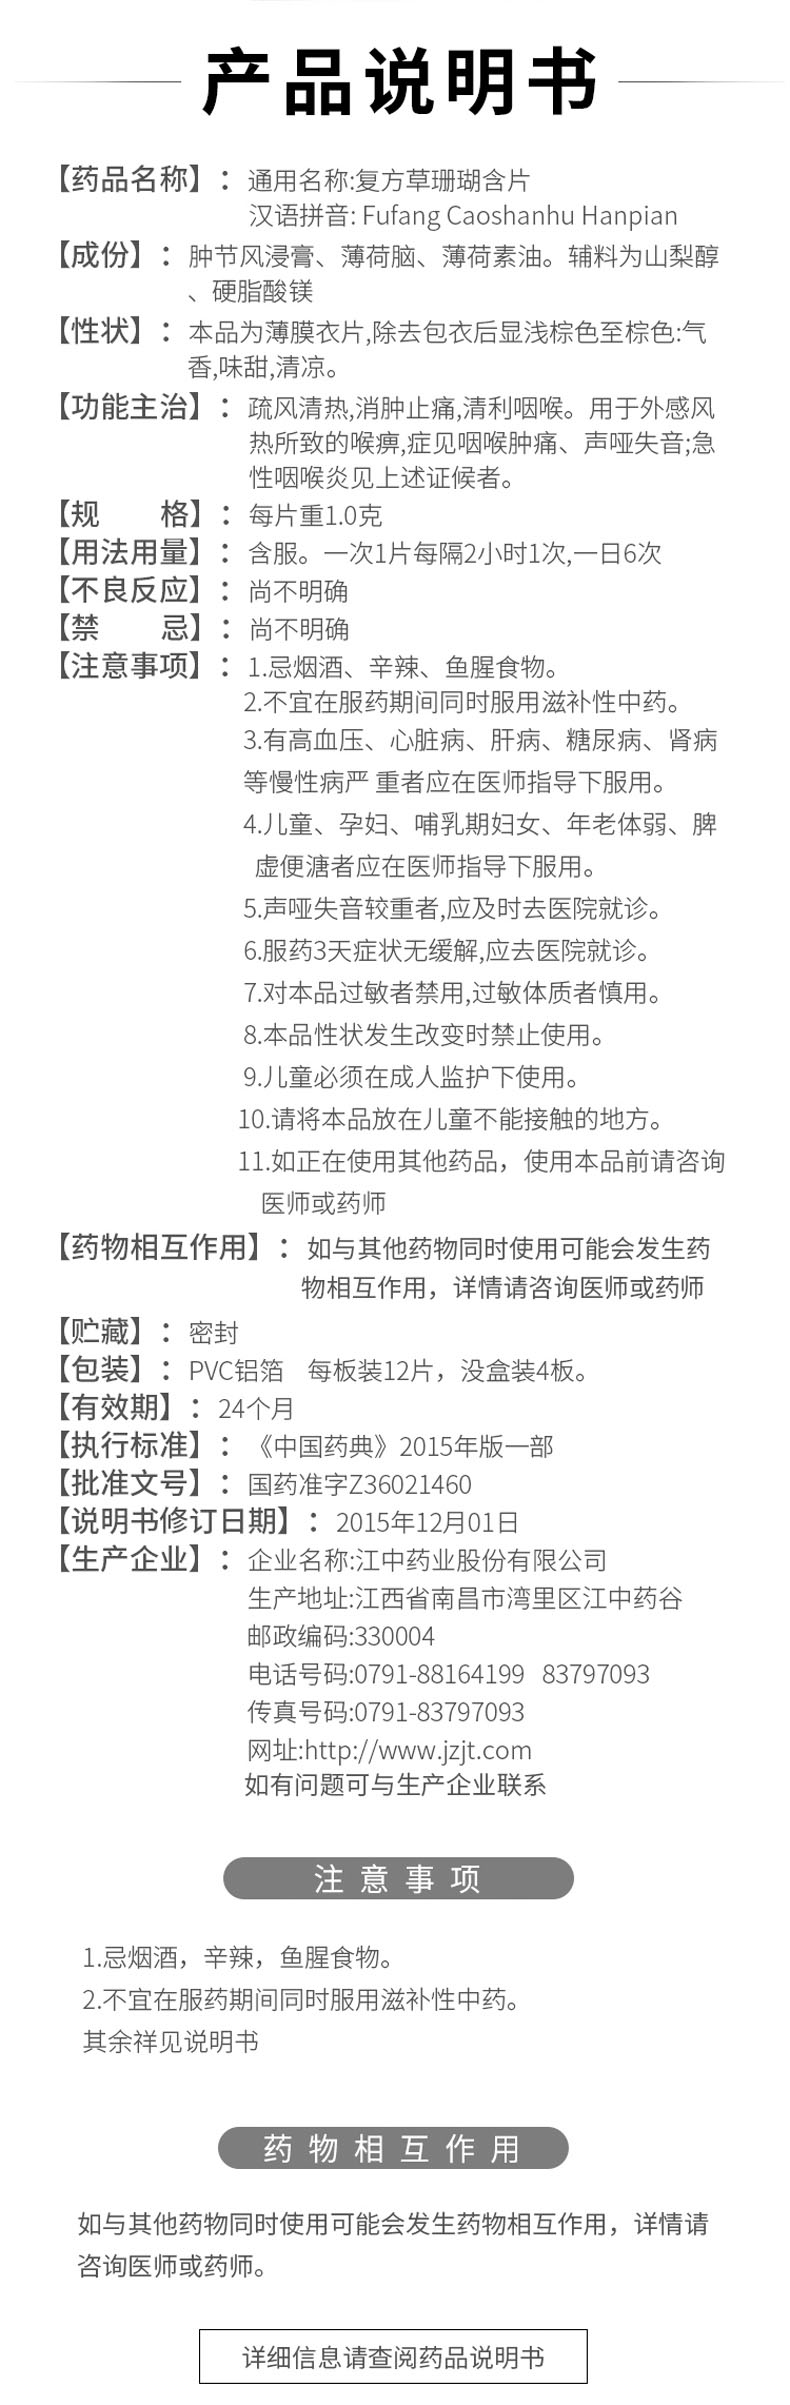 产品说明书
【药品名称】：通用名称:复方草珊瑚含片
汉语拼音: Fufang Caoshanhu Hanpian
【成份】：肿节风浸膏、薄荷脑、薄荷素油。辅料为山梨醇
、硬脂酸镁
【性状】：本品为薄膜衣片,除去包衣后显浅棕色至棕色:气
香,味甜,清凉。
【功能主治】：疏风清热,消肿止痛,清利咽喉。用于外感风
热所致的喉痹,症见咽喉肿痛、声哑失音;急
性咽喉炎见上述证候者。
【规　　格】：每片重1.0克
【用法用量】：含服。一次1片每隔2小时1次,一日6次
【不良反应】：尚不明确
【禁　　忌】：尚不明确
【注意事项】：1.忌烟酒、辛辣、鱼腥食物。
2.不宜在服药期间同时服用滋补性中药。
3.有高血压、心脏病、肝病、糖尿病、肾病
等慢性病严 重者应在医师指导下服用。
4.儿童、孕妇、哺乳期妇女、年老体弱、脾
虚便溏者应在医师指导下服用。
5.声哑失音较重者,应及时去医院就诊。
6.服药3天症状无缓解,应去医院就诊。
7.对本品过敏者禁用,过敏体质者慎用。
8.本品性状发生改变时禁止使用。
9.儿童必须在成人监护下使用。
10.请将本品放在儿童不能接触的地方。
11.如正在使用其他药品，使用本品前请咨询
医师或药师
【药物相互作用】：如与其他药物同时使用可能会发生药
物相互作用，详情请咨询医师或药师
【贮藏】：密封
【包装】：PVC铝箔　每板装12片，没盒装4板。
【有效期】：24个月
【执行标准】：《中国药典》2015年版一部
【批准文号】：国药准字Z36021460
【说明书修订日期】：2015年12月01日
【生产企业】：企业名称:江中药业股份有限公司
生产地址:江西省南昌市湾里区江中药谷
邮政编码:330004
电话号码:0791-88164199   83797093
传真号码:0791-83797093
网址:http://www.jzjt.com
如有问题可与生产企业联系
注意事项
1.忌烟酒，辛辣，鱼腥食物。
2.不宜在服药期间同时服用滋补性中药。
其余祥见说明书
药物相互作用
如与其他药物同时使用可能会发生药物相互作用，详情请
咨询医师或药师。
详细信息请查阅药品说明书